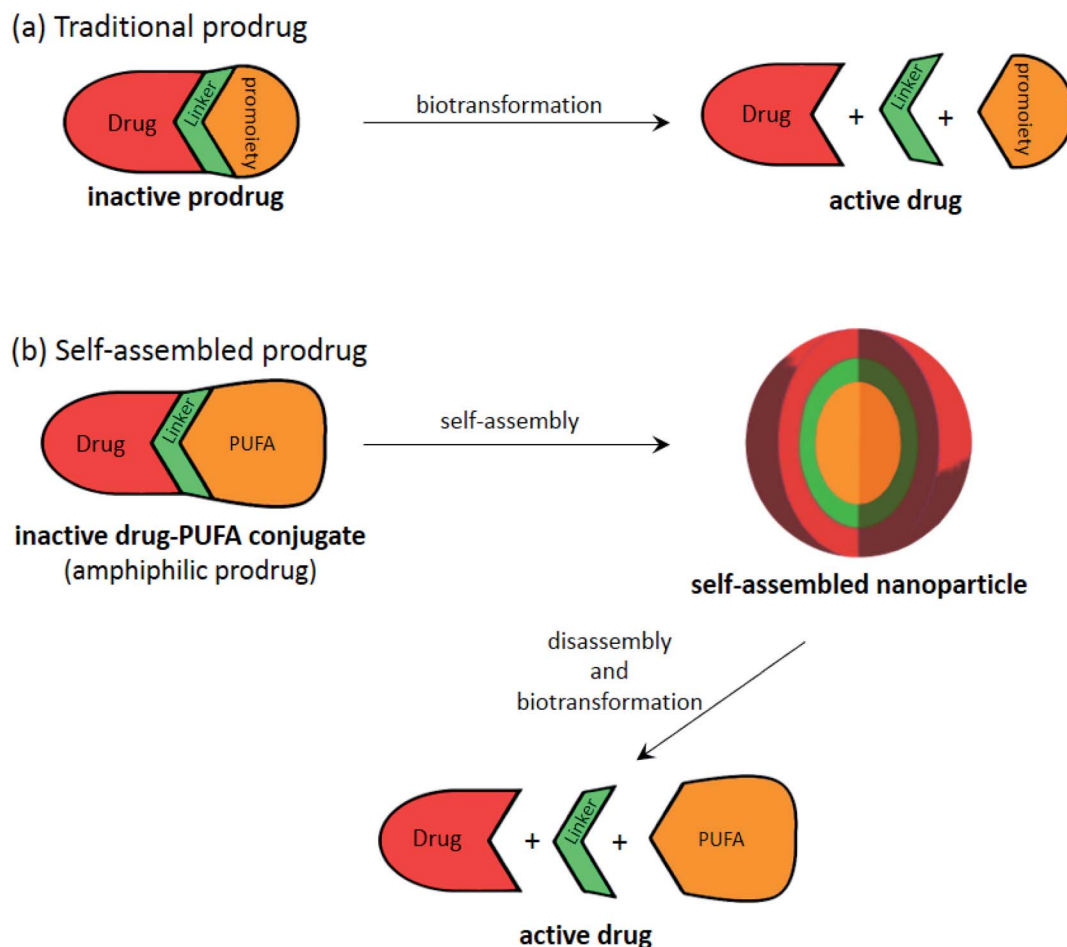 (a) Traditional prodrug
Drug
Linker
promoiety
inactive prodrug
biotransformation
Drug
+
Linker
+
promoiety
active drug
(b) Self-assembled prodrug
Drug
Linker
PUFA
inactive drug-PUFA conjugate
(amphiphilic prodrug)
self-assembly
self-assembled nanoparticle
disassembly
and
biotransformation
Drug
+
Linker
+
PUFA
active drug